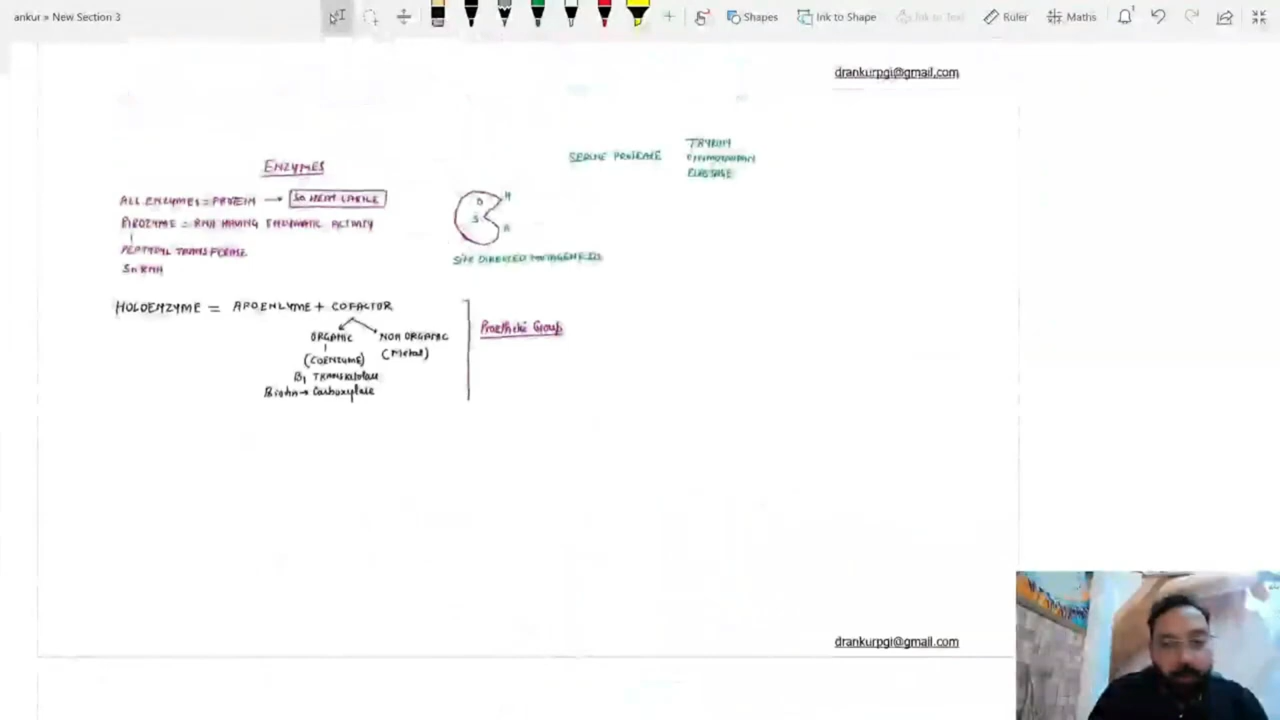 ankur » New Section 3
Shapes
Ink to Shape
Ink to Text
Ruler
Maths
drankurpgi@gmail.com
ENZYMES
SERINE PROTEASE
TRYPSIN
CHYMOTRYPSIN
ELASTASE
ALL ENZYMES = PROTEIN → SO HEAT LABILE
RIBOZYME = RNA HAVING ENZYMATIC ACTIVITY
PEPTIDYL TRANSFERASE
SnRNA
D
S
H
A
SITE DIRECTED MUTAGENESIS
HOLOENZYME = APOENZYME + COFACTOR
Prosthetic Group
ORGANIC
NON ORGANIC
(COENZYME)
(Metal)
B1 TRANSketolase
Biotin → Carboxylase
drankurpgi@gmail.com